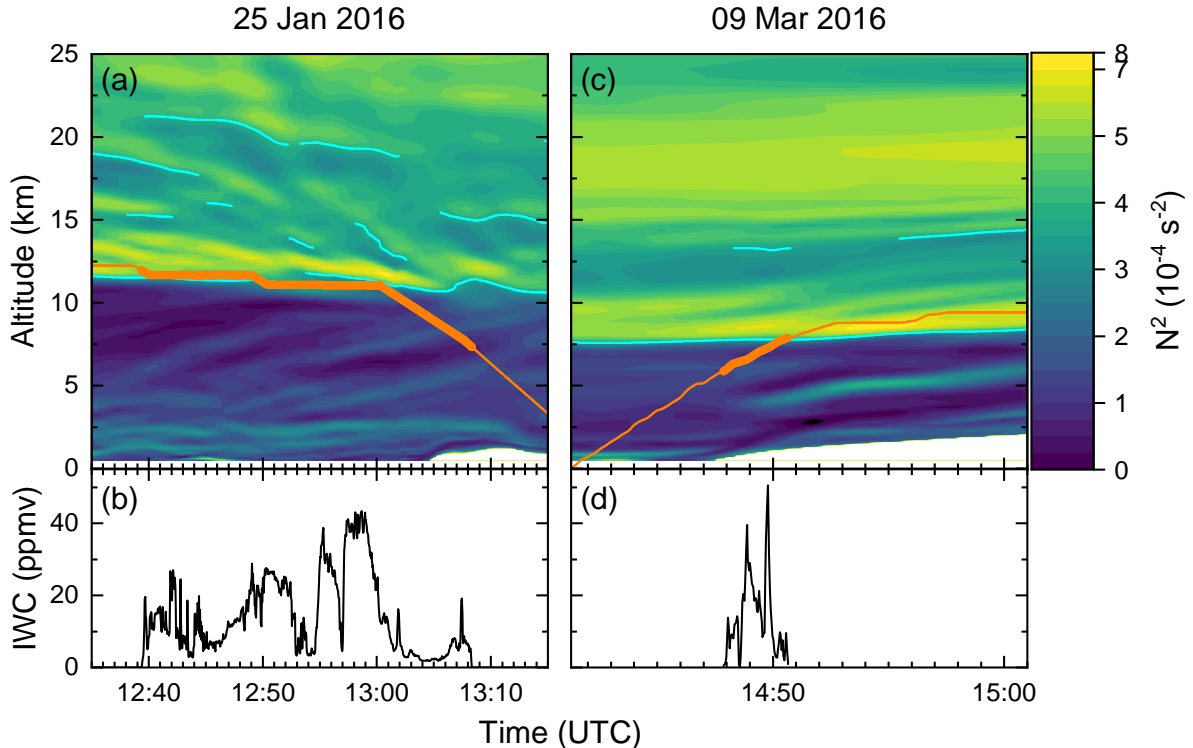 25 Jan 2016
09 Mar 2016
(a)
(c)
25
20
15
10
5
0
Altitude (km)
8
7
5
4
3
2
1
0
N² (10⁻⁴ s⁻²)
(b)
(d)
40
20
0
IWC (ppmv)
12:40
12:50
13:00
13:10
14:50
15:00
Time (UTC)